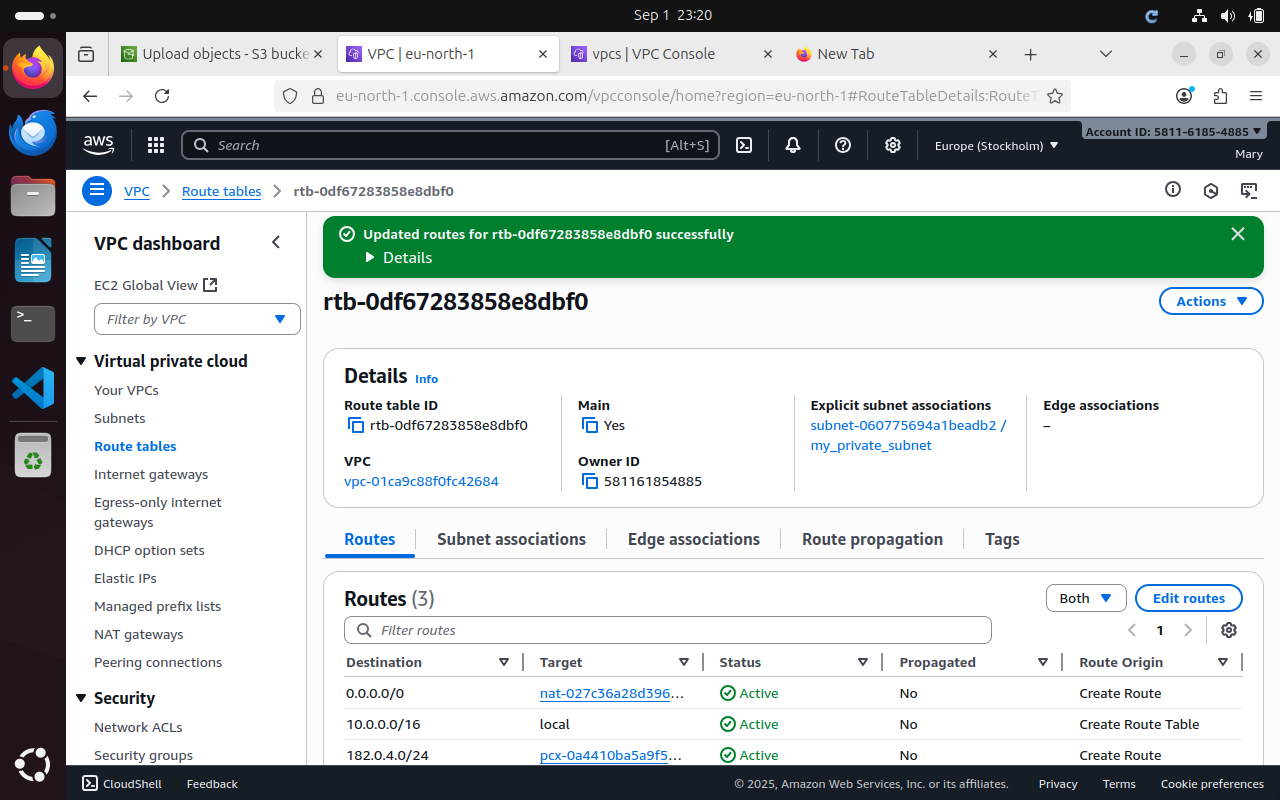 Sep 1 23:20
Upload objects - S3 bucke
VPC | eu-north-1
vpcs | VPC Console
New Tab
eu-north-1.console.aws.amazon.com/vpcconsole/home?region=eu-north-1#RouteTableDetails:RouteT
aws
Search
[Alt+S]
Europe (Stockholm)
Account ID: 5811-6185-4885
Mary
VPC
Route tables
rtb-0df67283858e8dbf0
VPC dashboard
EC2 Global View
Filter by VPC
Virtual private cloud
Your VPCs
Subnets
Route tables
Internet gateways
Egress-only internet
gateways
DHCP option sets
Elastic IPs
Managed prefix lists
NAT gateways
Peering connections
Security
Network ACLs
Security groups
Updated routes for rtb-0df67283858e8dbf0 successfully
Details
rtb-0df67283858e8dbf0
Actions
Details Info
Route table ID
rtb-0df67283858e8dbf0
Main
Yes
Explicit subnet associations
subnet-060775694a1beadb2 /
my_private_subnet
Edge associations
–
VPC
vpc-01ca9c88f0fc42684
Owner ID
581161854885
Routes
Subnet associations
Edge associations
Route propagation
Tags
Routes (3)
Both
Edit routes
Filter routes
1
Destination Target Status Propagated Route Origin
0.0.0.0/0 nat-027c36a28d396… Active No Create Route
10.0.0.0/16 local Active No Create Route Table
182.0.4.0/24 pcx-0a4410ba5a9f5… Active No Create Route
CloudShell
Feedback
© 2025, Amazon Web Services, Inc. or its affiliates.
Privacy
Terms
Cookie preferences